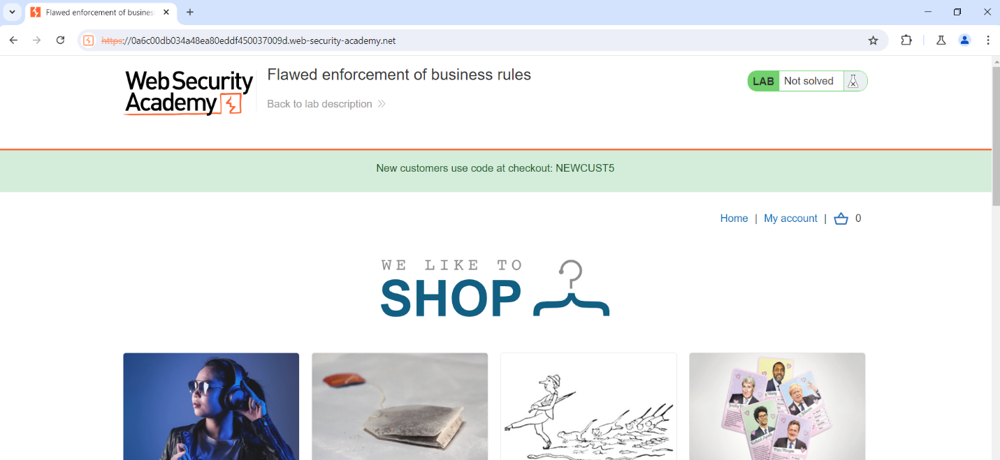 Flawed enforcement of busines
https://0a6c00db034a48ea80eddf450037009d.web-security-academy.net
Web Security
Academy
Flawed enforcement of business rules
Back to lab description
LAB Not solved
New customers use code at checkout: NEWCUST5
Home | My account | 0
WE LIKE TO
SHOP